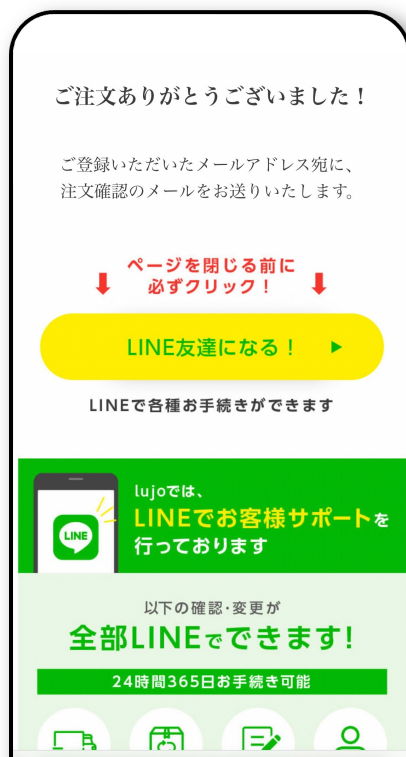 ご注文ありがとうございました！
ご登録いただいたメールアドレス宛に、
注文確認のメールをお送りいたします。
ページを閉じる前に
必ずクリック！
LINE友達になる！
LINEで各種お手続きができます
lujoでは、
LINEでお客様サポートを
行っております
LINE
以下の確認･変更が
全部LINEでできます!
24時間365日お手続き可能